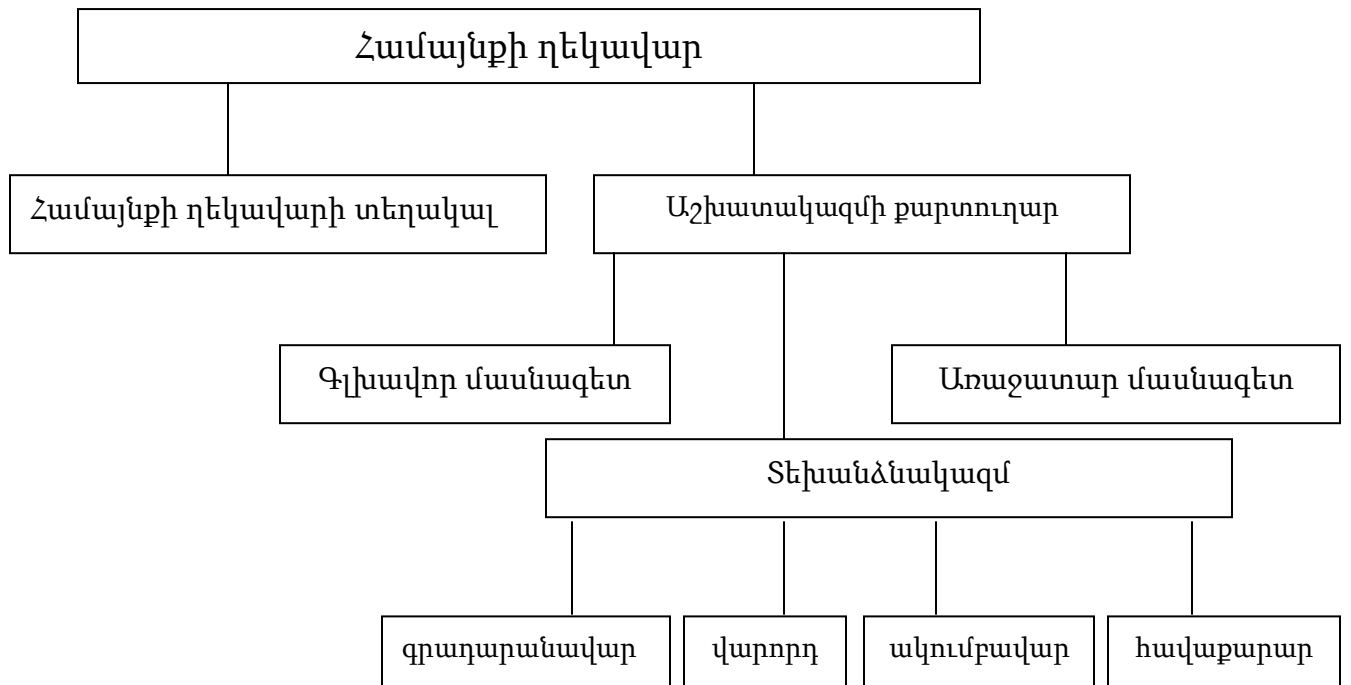 Համայնքի ղեկավար
Համայնքի ղեկավարի տեղակալ
Աշխատակազմի քարտուղար
Գլխավոր մասնագետ
Առաջատար մասնագետ
Տեխանձնակազմ
գրադարանավար
վարորդ
ակումբավար
հավաքարար